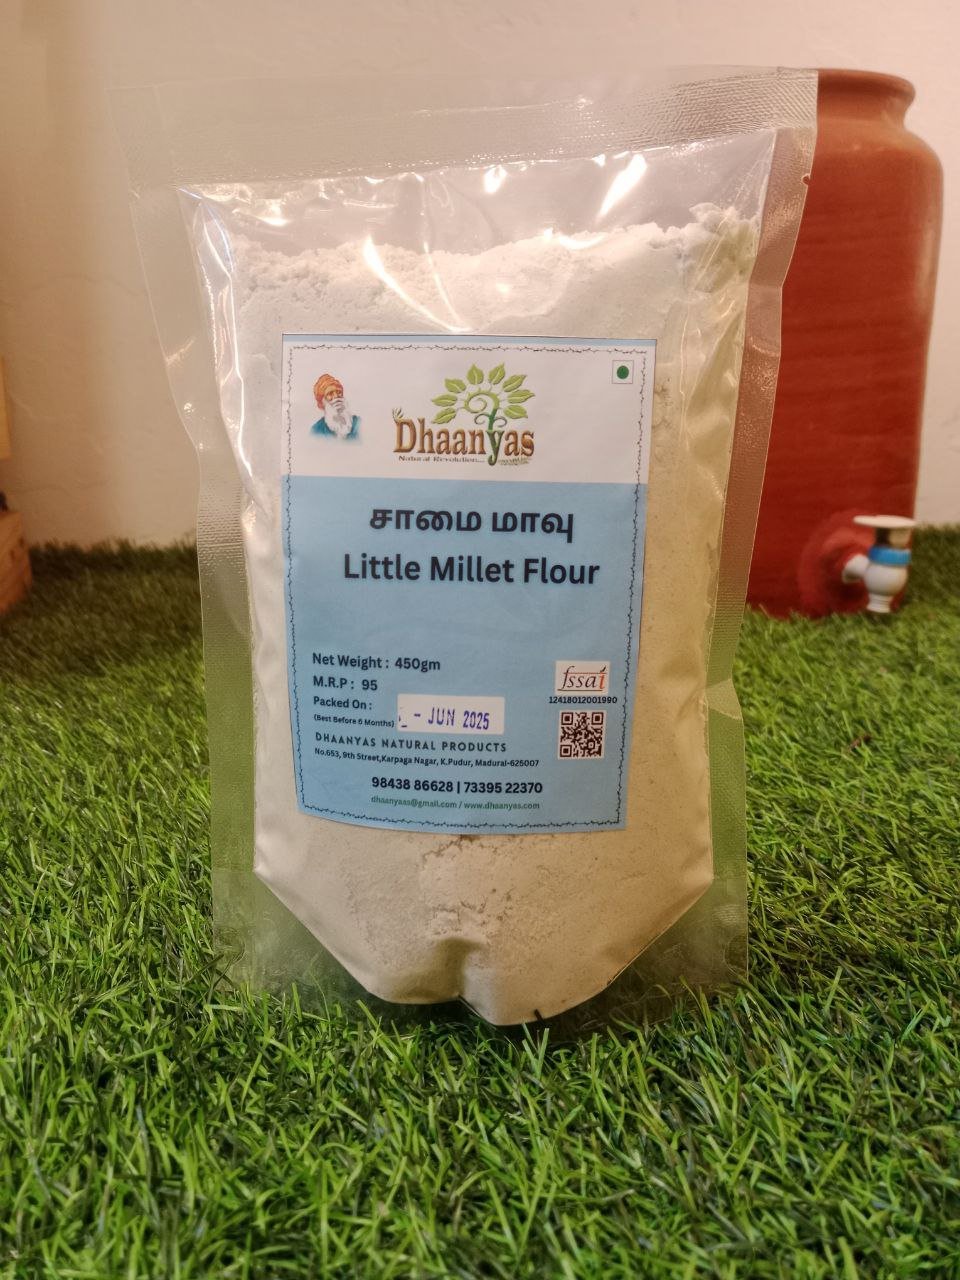 Dhaanyas
Natural Revolution...
சாமை மாவு
Little Millet Flour
Net Weight : 450gm
M.R.P : 95
Packed On :
(Best Before 6 Months)
- JUN 2025
fssai
12418012001990
DHAANYAS NATURAL PRODUCTS
No.653, 9th Street,Karpaga Nagar, K.Pudur, Madurai-625007
98438 86628 | 73395 22370
dhaanyaas@gmail.com / www.dhaanyas.com